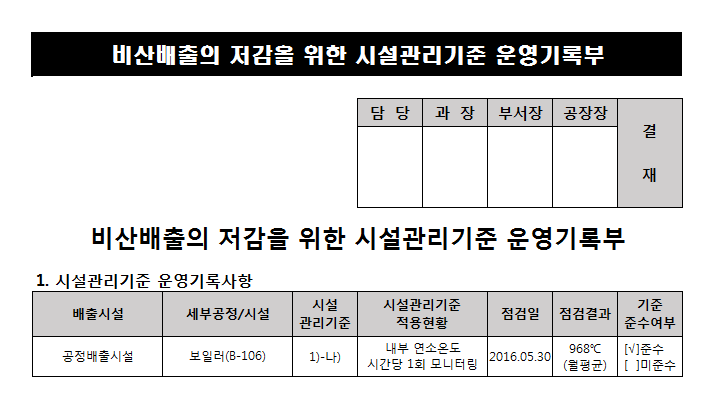 비산배출의 저감을 위한 시설관리기준 운영기록부
담 당 과 장 부서장 공장장 결 재
비산배출의 저감을 위한 시설관리기준 운영기록부
1. 시설관리기준 운영기록사항
배출시설 세부공정/시설 시설 관리기준 시설관리기준 적용현황 점검일 점검결과 기준 준수여부
공정배출시설 보일러(B-106) 1)-나) 내부 연소온도 시간당 1회 모니터링 2016.05.30 968℃ (월평균) [√]준수 [ ]미준수